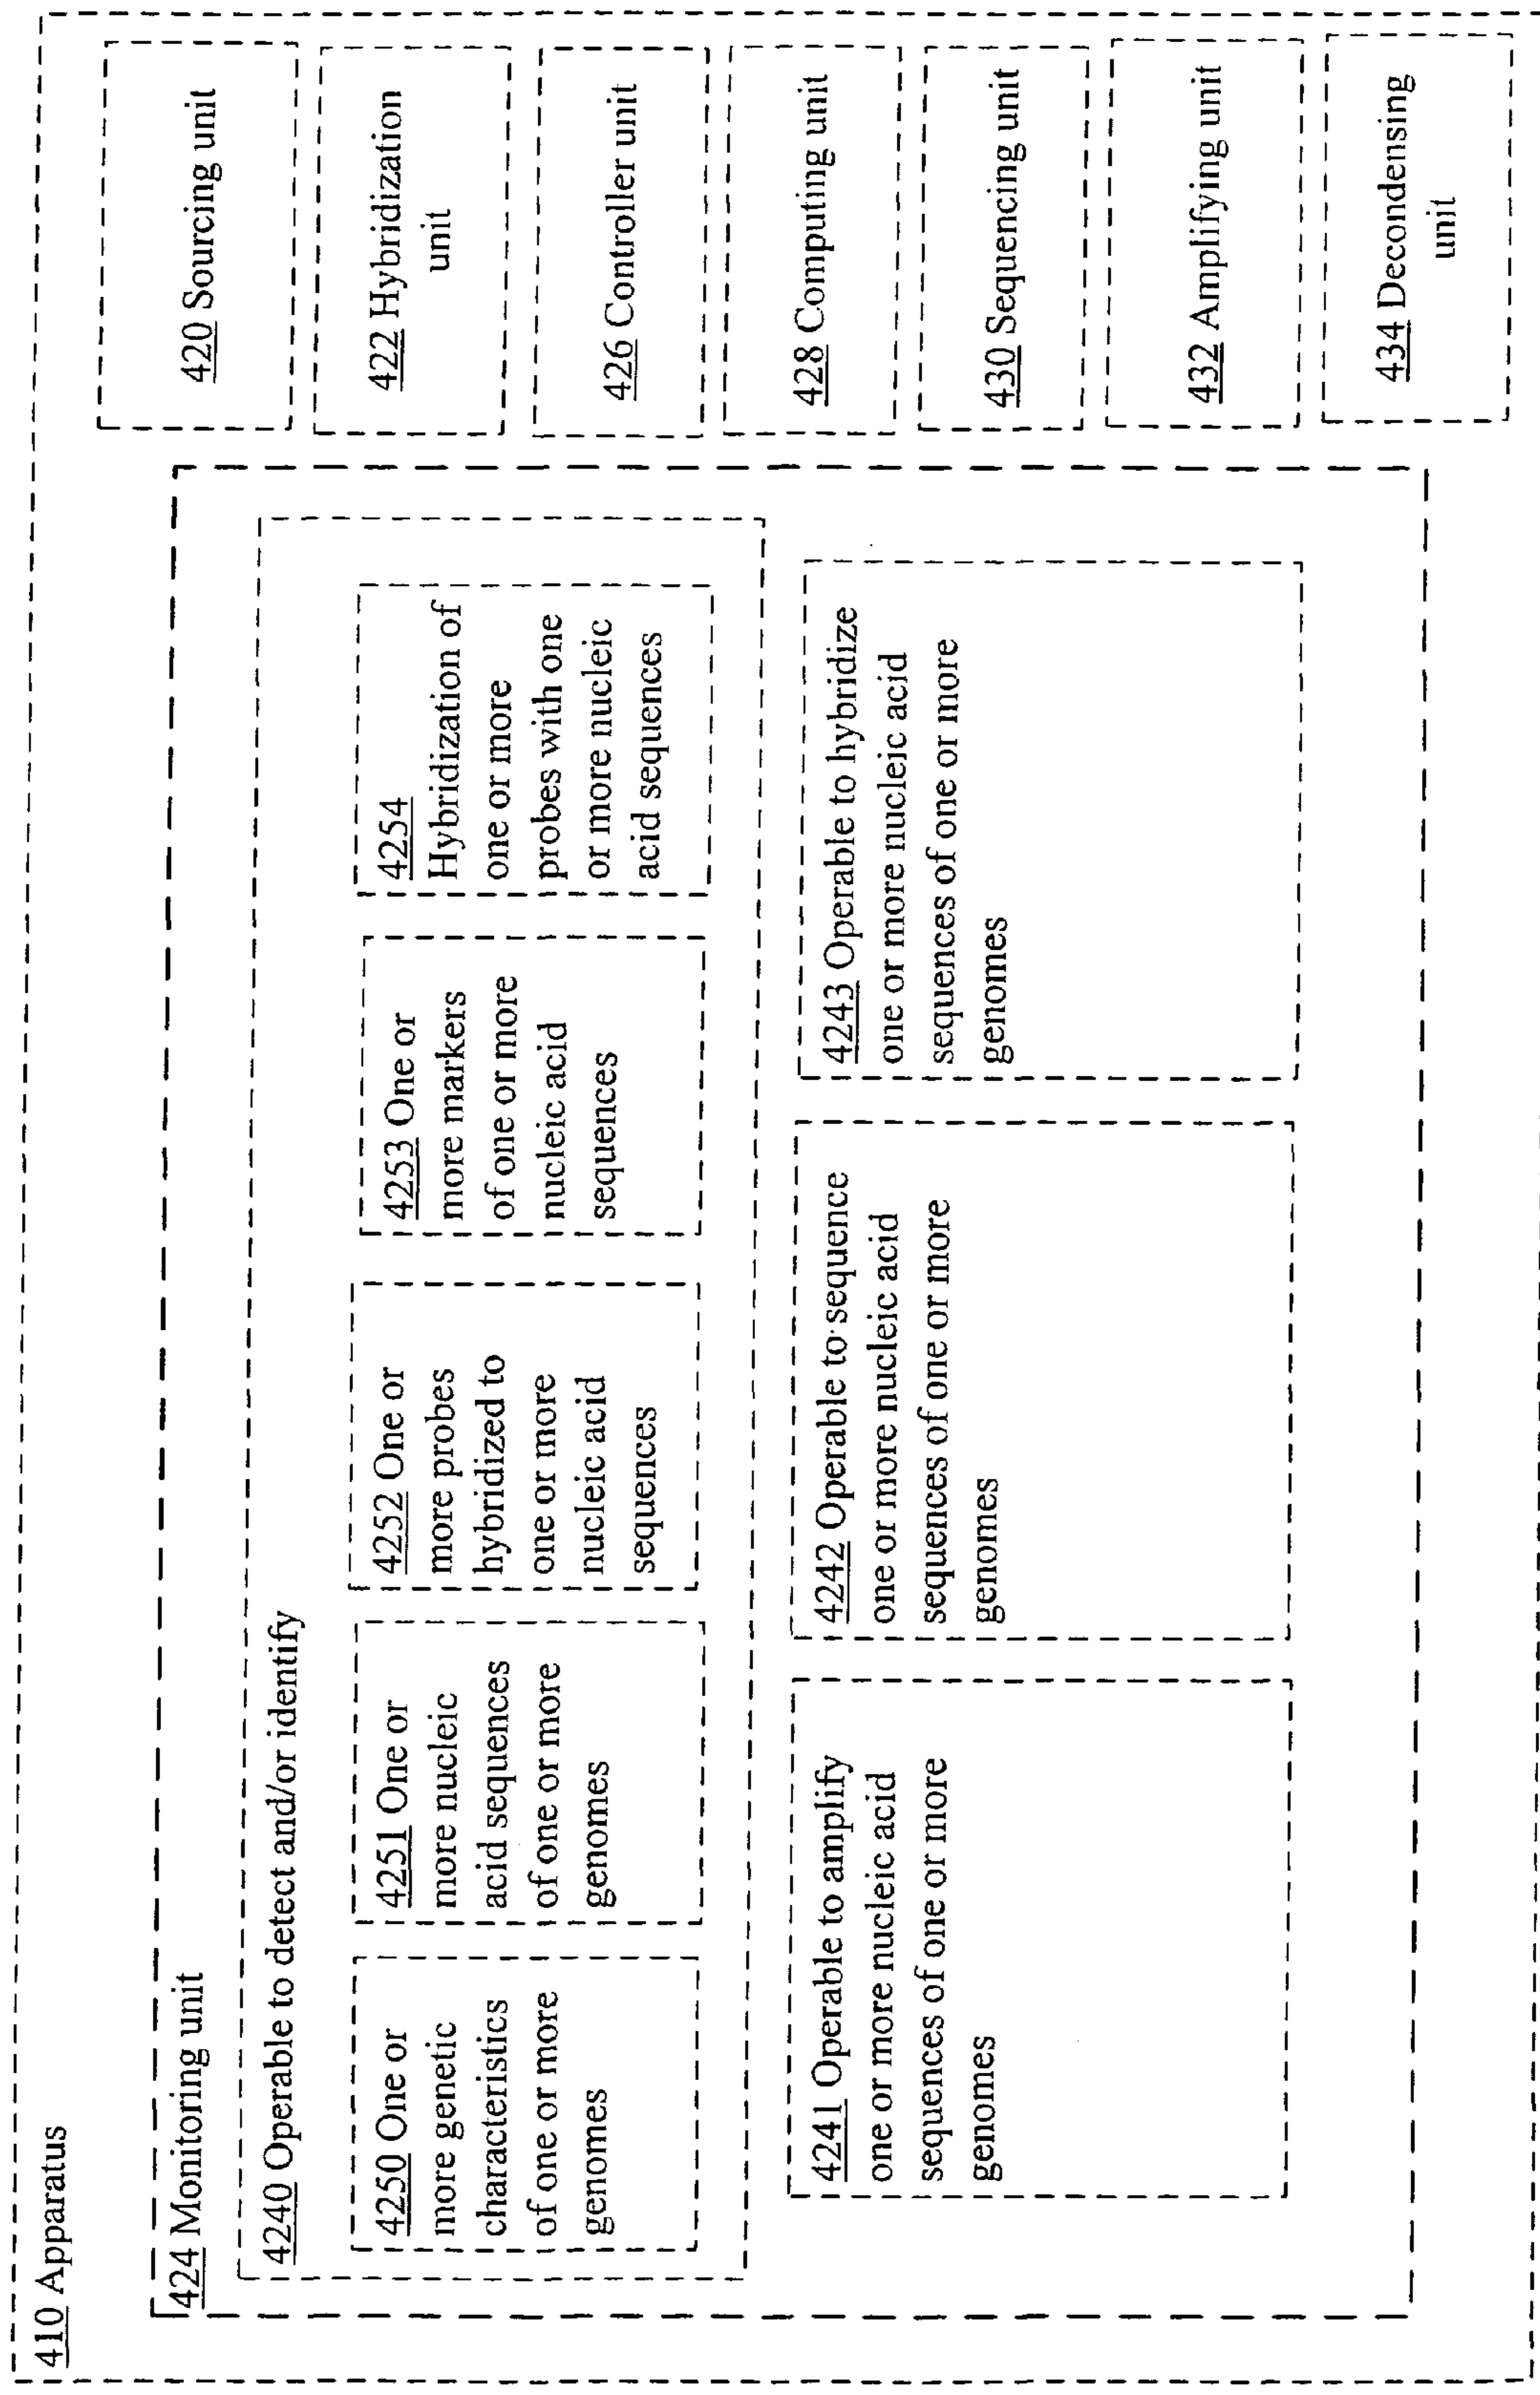 410 Apparatus
424 Monitoring unit
4240 Operable to detect and/or identify
4250 One or
more genetic
characteristics
of one or more
genomes
4251 One or
more nucleic
acid sequences
of one or more
genomes
4252 One or
more probes
hybridized to
one or more
nucleic acid
sequences
4253 One or
more markers
of one or more
nucleic acid
sequences
4254
Hybridization of
one or more
probes with one
or more nucleic
acid sequences
4241 Operable to amplify
one or more nucleic acid
sequences of one or more
genomes
4242 Operable to sequence
one or more nucleic acid
sequences of one or more
genomes
4243 Operable to hybridize
one or more nucleic acid
sequences of one or more
genomes
420 Sourcing unit
422 Hybridization
unit
426 Controller unit
428 Computing unit
430 Sequencing unit
432 Amplifying unit
434 Decondensing
unit